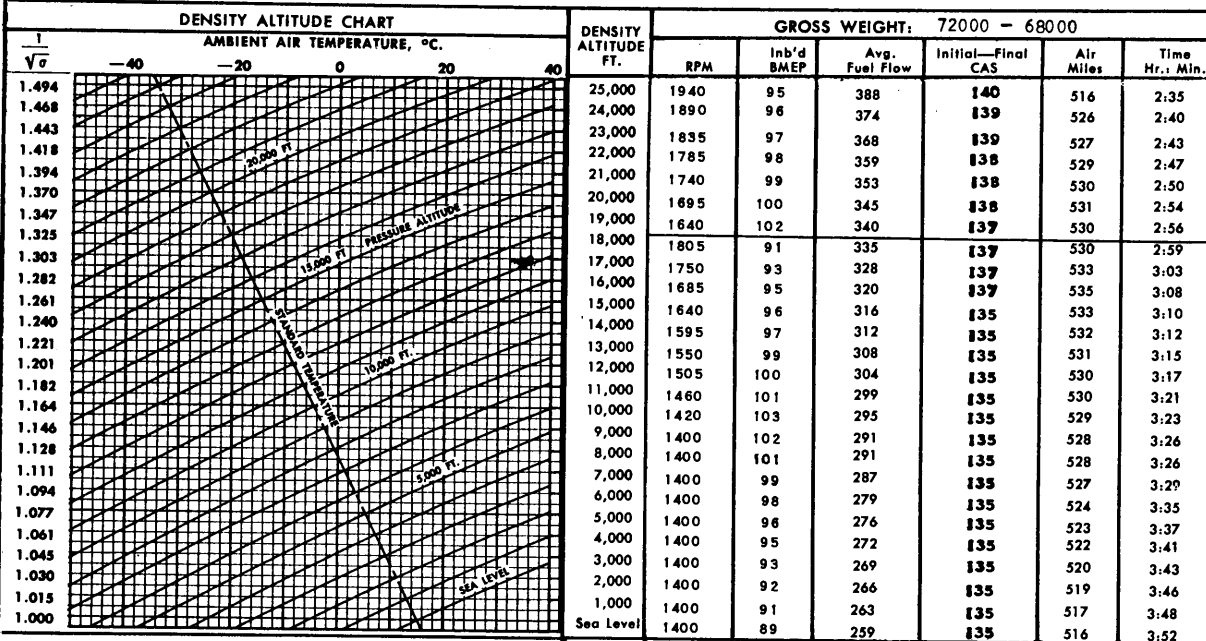 DENSITY ALTITUDE CHART
1
√σ
AMBIENT AIR TEMPERATURE, °C.
−40 −20 0 20 40
1.494
1.468
1.443
1.418
1.394
1.370
1.347
1.325
1.303
1.282
1.261
1.240
1.221
1.201
1.182
1.164
1.146
1.128
1.111
1.094
1.077
1.061
1.045
1.030
1.015
1.000
20,000 FT
15,000 FT PRESSURE ALTITUDE
STANDARD TEMPERATURE
10,000 FT.
5,000 FT.
SEA LEVEL
DENSITY
ALTITUDE
FT.
GROSS WEIGHT: 72000 − 68000
RPM Inb'd BMEP Avg. Fuel Flow Initial—Final CAS Air Miles Time Hr.: Min.
25,000 1940 95 388 140 516 2:35
24,000 1890 96 374 139 526 2:40
23,000 1835 97 368 139 527 2:43
22,000 1785 98 359 138 529 2:47
21,000 1740 99 353 138 530 2:50
20,000 1695 100 345 138 531 2:54
19,000 1640 102 340 137 530 2:56
18,000 1805 91 335 137 530 2:59
17,000 1750 93 328 137 533 3:03
16,000 1685 95 320 137 535 3:08
15,000 1640 96 316 135 533 3:10
14,000 1595 97 312 135 532 3:12
13,000 1550 99 308 135 531 3:15
12,000 1505 100 304 135 530 3:17
11,000 1460 101 299 135 530 3:21
10,000 1420 103 295 135 529 3:23
9,000 1400 102 291 135 528 3:26
8,000 1400 101 291 135 528 3:26
7,000 1400 99 287 135 527 3:29
6,000 1400 98 279 135 524 3:35
5,000 1400 96 276 135 523 3:37
4,000 1400 95 272 135 522 3:41
3,000 1400 93 269 135 520 3:43
2,000 1400 92 266 135 519 3:46
1,000 1400 91 263 135 517 3:48
Sea Level 1400 89 259 135 516 3:52